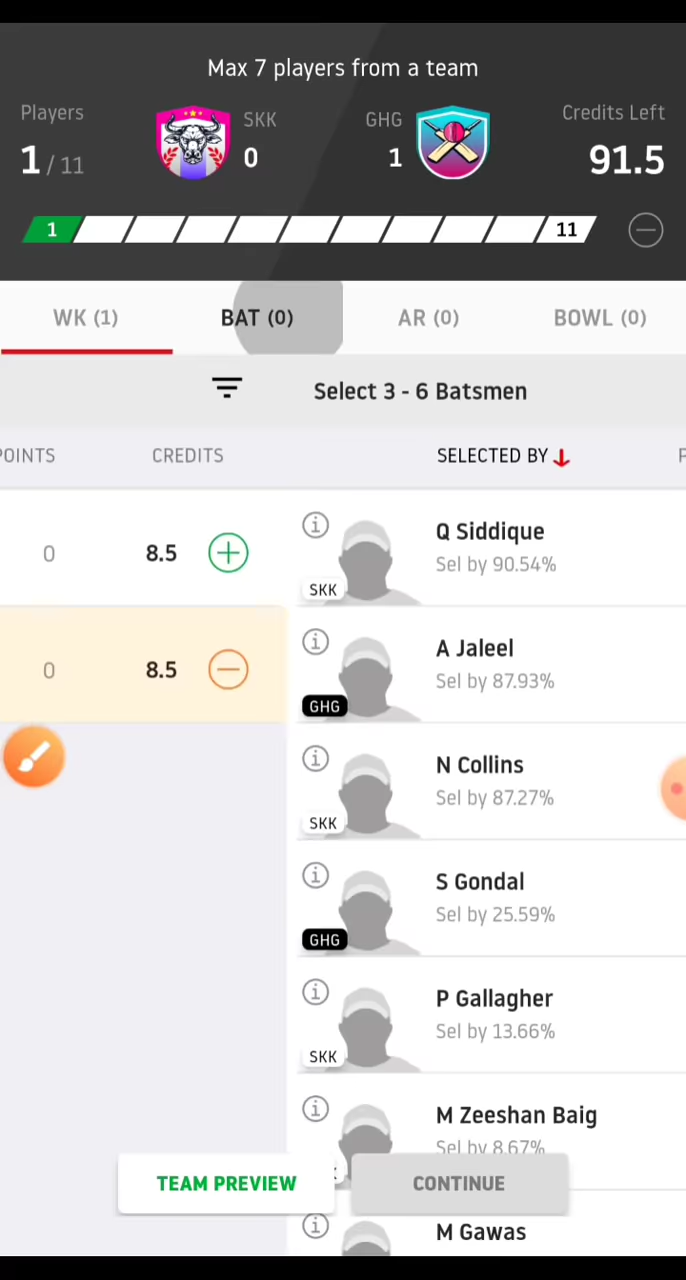 Max 7 players from a team
Players
SKK
GHG
Credits Left
1 / 11
0
1
91.5
1
11
WK (1)
BAT (0)
AR (0)
BOWL (0)
Select 3 - 6 Batsmen
POINTS
CREDITS
SELECTED BY
P
0
8.5
Q Siddique
Sel by 90.54%
SKK
0
8.5
A Jaleel
Sel by 87.93%
GHG
N Collins
Sel by 87.27%
SKK
S Gondal
Sel by 25.59%
GHG
P Gallagher
Sel by 13.66%
SKK
M Zeeshan Baig
Sel by 8.67%
TEAM PREVIEW
CONTINUE
M Gawas